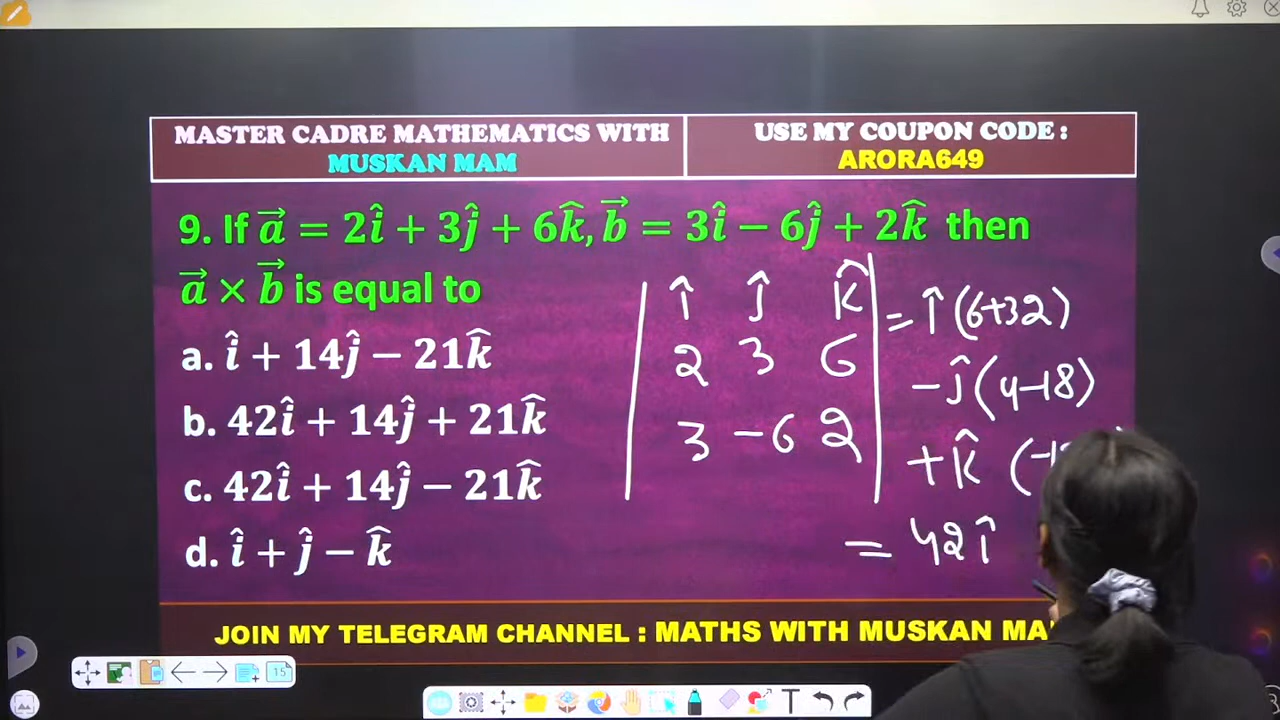 MASTER CADRE MATHEMATICS WITH
MUSKAN MAM
USE MY COUPON CODE :
ARORA649
9. If a⃗ = 2î + 3ĵ + 6k̂, b⃗ = 3î − 6ĵ + 2k̂ then
a⃗ × b⃗ is equal to
a. î + 14ĵ − 21k̂
b. 42î + 14ĵ + 21k̂
c. 42î + 14ĵ − 21k̂
d. î + ĵ − k̂
î ĵ k̂
2 3 6
3 −6 2
= î (6+32)
−ĵ (4−18)
+k̂ (
= 42î
JOIN MY TELEGRAM CHANNEL : MATHS WITH MUSKAN
15
T